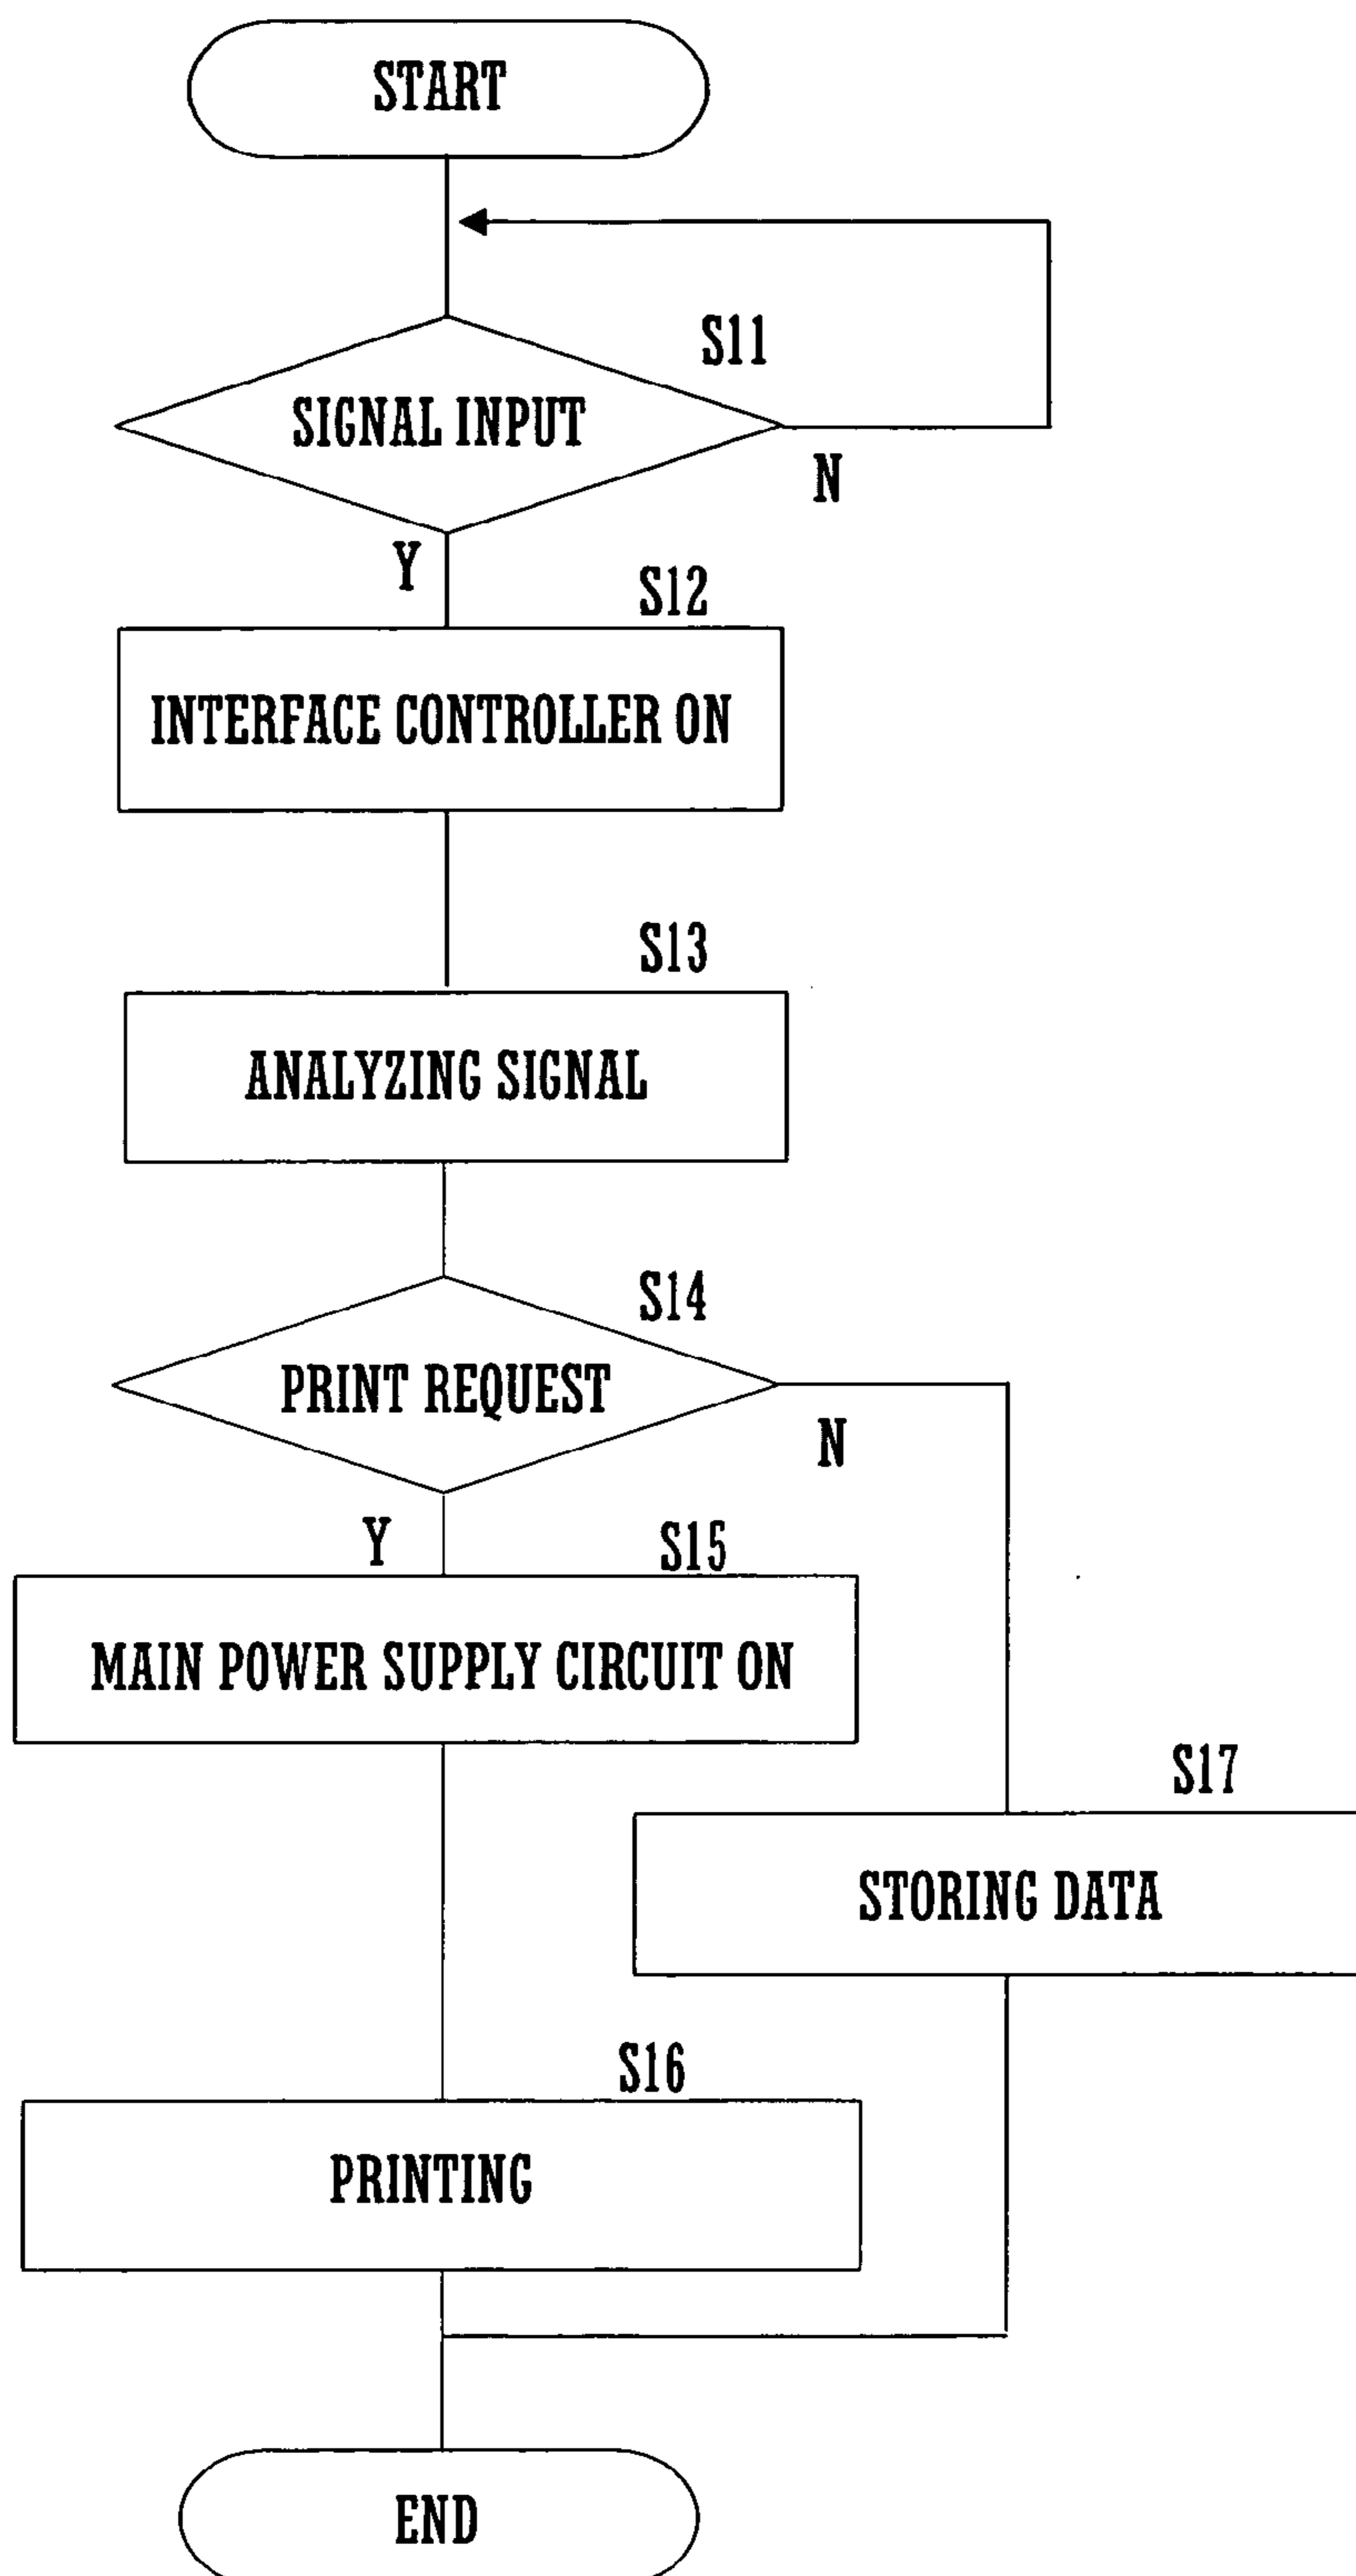 START
S11
SIGNAL INPUT
N
Y
S12
INTERFACE CONTROLLER ON
S13
ANALYZING SIGNAL
S14
PRINT REQUEST
N
Y
S15
MAIN POWER SUPPLY CIRCUIT ON
S17
STORING DATA
S16
PRINTING
END